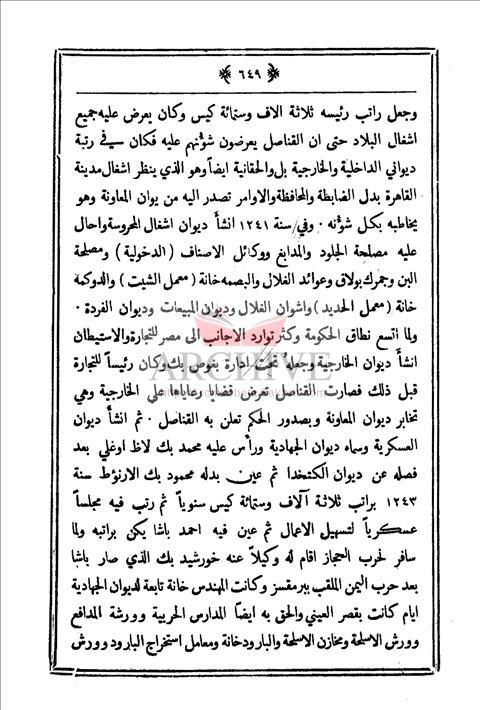 ٦٤٩
وجعل راتب رئيسه ثلاثة الاف وستمائة كيس وكان يعرض عليه جميع
اشغال البلاد حتى ان القناصل يعرضون شؤنهم عليه فكان سيفي رتبة
ديواني الداخلية والخارجية بل والحقانية ايضاً وهو الذي ينظر اشغال مدينة
القاهرة بدل الضابطة والمحافظة والاوامر تصدر اليه من يوان المعاونة وهو
يخاطبه بكل شؤنه · وفي سنة ١٢٤١ انشأ ديوان اشغال المحروسة واحال
عليه مصلحة الجلود والمدابغ ووكائل الاصناف (الدخولية) ومصلحة
البن وجمرك بولاق وعوائد الغلال والبصمه خانة (معمل الشيت) والدوكمة
خانة (معمل الحديد) واشوان الغلال وديوان المبيعات وديوان الفردة ·
ولما اتسع نطاق الحكومة وكثر توارد الاجانب الى مصر للتجارة والاستيطان
انشأ ديوان الخارجية وجعله تحت ادارة بغوص بك وكان رئيساً للتجارة
قبل ذلك فصارت القناصل تعرض قضايا رعاياها على الخارجية وهي
تخابر ديوان المعاونة وبصدور الحكم تعلن به القناصل · ثم انشأ ديوان
العسكرية وسماه ديوان الجهادية ورأس عليه محمد بك لاظ اوغلي بعد
فصله عن ديوان الكتخدا ثم عين بدله محمود بك الارنؤط سنة
١٢٤٣ براتب ثلاثة آلاف وستمائة كيس سنوياً ثم رتب فيه مجلساً
عسكرياً لتسهيل الاعمال ثم عين فيه احمد باشا يكن براتبه ولما
سافر لحرب الحجاز اقام له وكيلاً عنه خورشيد بك الذي صار باشا
بعد حرب اليمن الملقب ببرمقسز وكانت المهندس خانة تابعة لديوان الجهادية
ايام كانت بقصر العيني والحق به ايضاً المدارس الحربية وورشة المدافع
وورش الاسلحة ومخازن الاسلحة والبارودخانة ومعامل استخراج البارود وورش
ARCHIVE